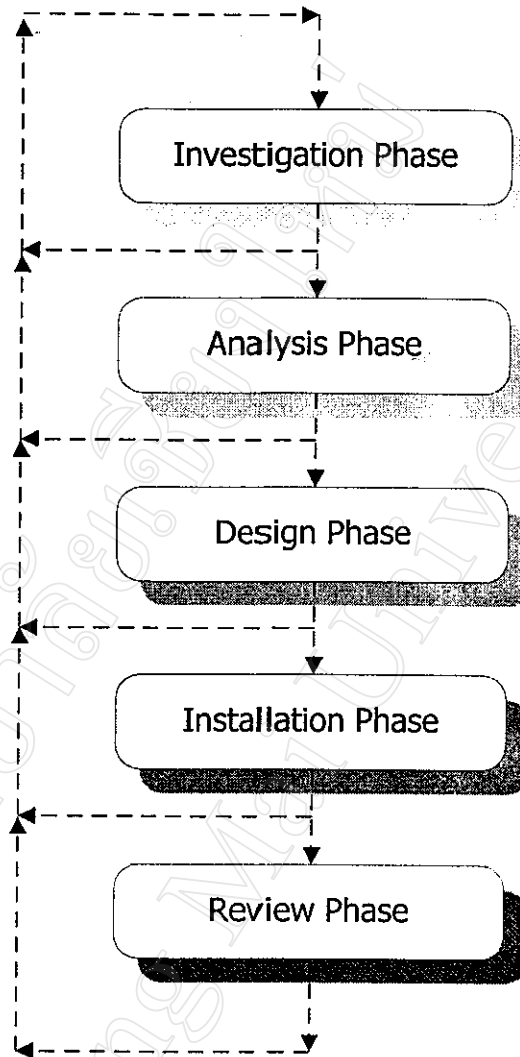 Investigation Phase
Analysis Phase
Design Phase
Installation Phase
Review Phase